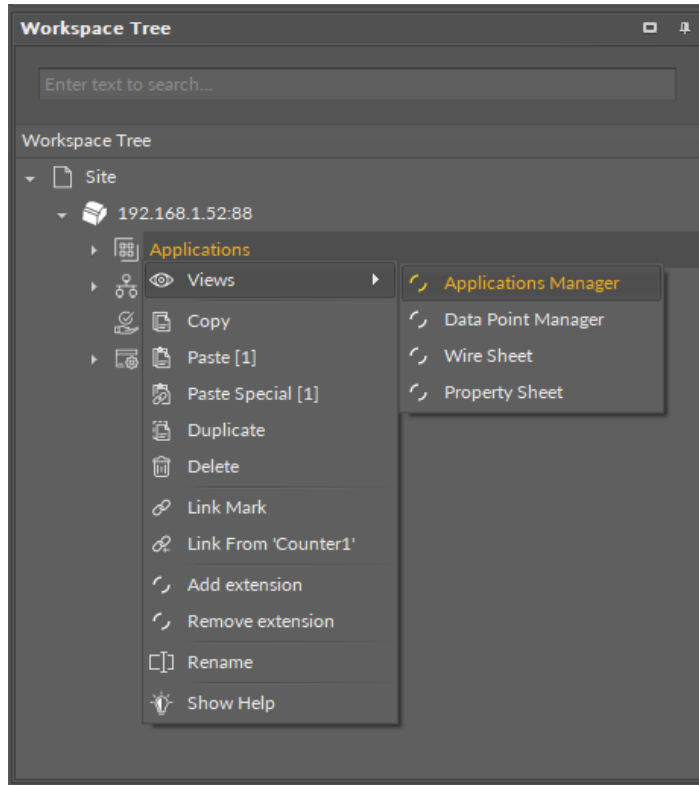 Workspace Tree
Enter text to search...
Workspace Tree
Site
192.168.1.52:88
Applications
Views
Copy
Paste [1]
Paste Special [1]
Duplicate
Delete
Link Mark
Link From 'Counter1'
Add extension
Remove extension
Rename
Show Help
Applications Manager
Data Point Manager
Wire Sheet
Property Sheet